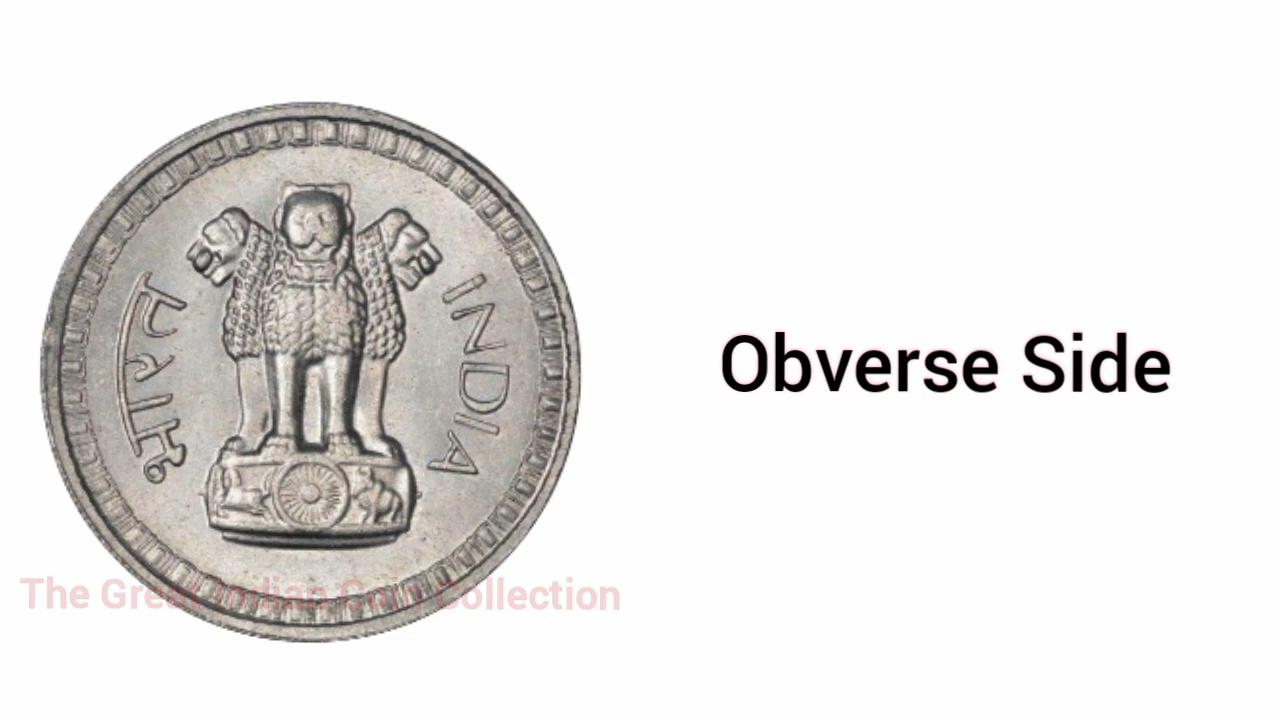 भारत
INDIA
Obverse Side
The Great Indian Coin Collection